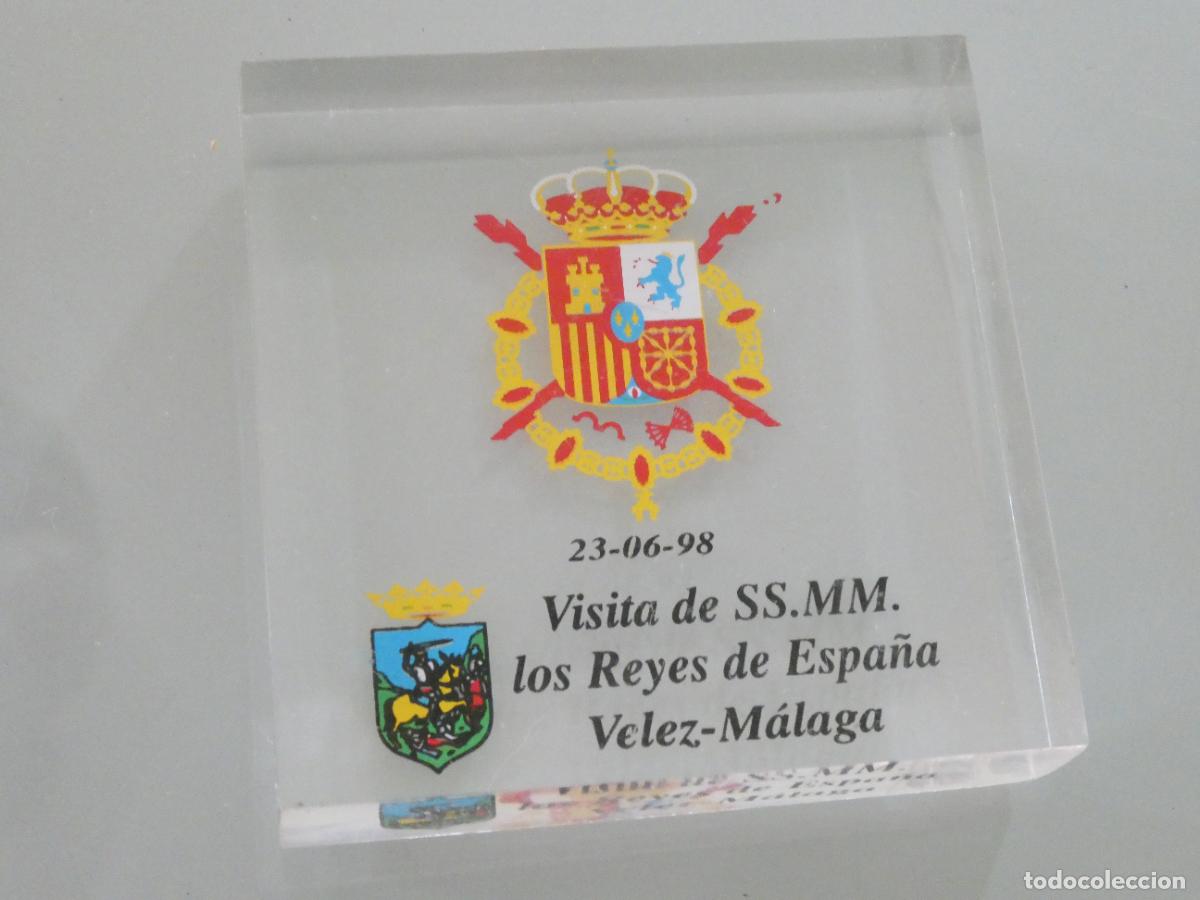 23-06-98
Visita de SS.MM.
los Reyes de España
Velez-Málaga
todocoleccion